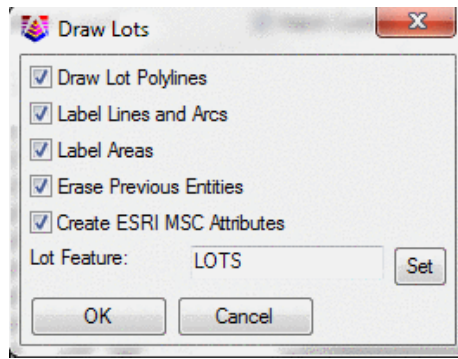 Draw Lots
Draw Lot Polylines
Label Lines and Arcs
Label Areas
Erase Previous Entities
Create ESRI MSC Attributes
Lot Feature: LOTS Set
OK Cancel